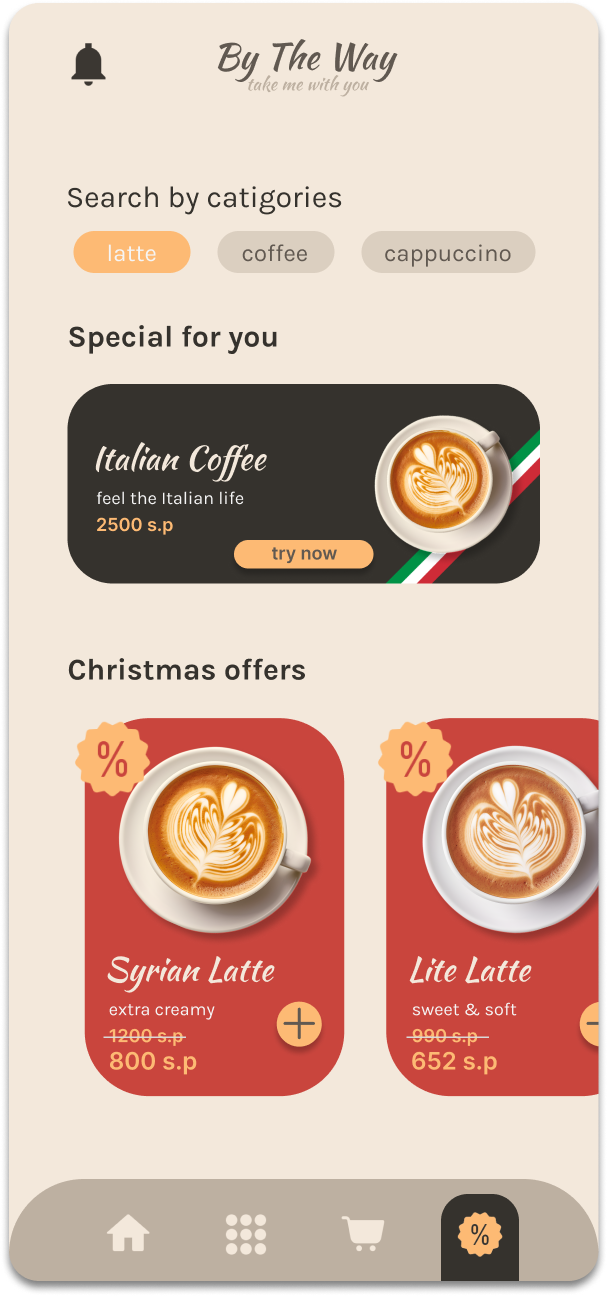 By The Way
take me with you
Search by catigories
latte
coffee
cappuccino
Special for you
Italian Coffee
feel the Italian life
2500 s.p
try now
Christmas offers
%
%
Syrian Latte
extra creamy
1200 s.p
800 s.p
Lite Latte
sweet & soft
990 s.p
652 s.p
%